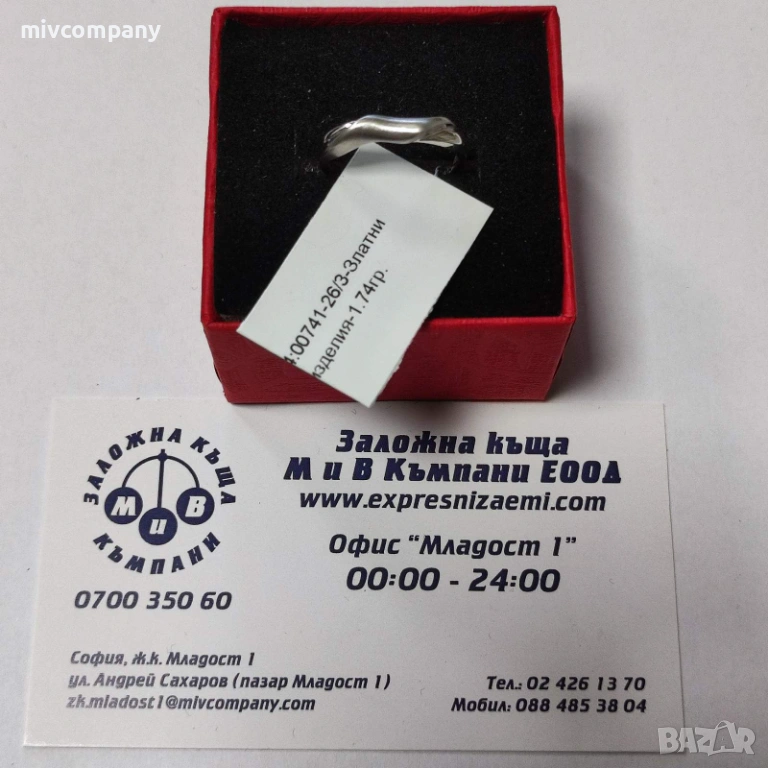 mivcompany
4:00741-26/3-Златни
изделия-1.74гр.
ЗАЛОЖНА КЪЩА
М и В
КЪМПАНИ
0700 350 60
Заложна къща
М и В Къмпани ЕООД
www.expresnizaemi.com
Офис "Младост 1"
00:00 - 24:00
София, ж.к. Младост 1
ул. Андрей Сахаров (пазар Младост 1)
zk.mladost1@mivcompany.com
Тел.: 02 426 13 70
Мобил: 088 485 38 04
BAZAR